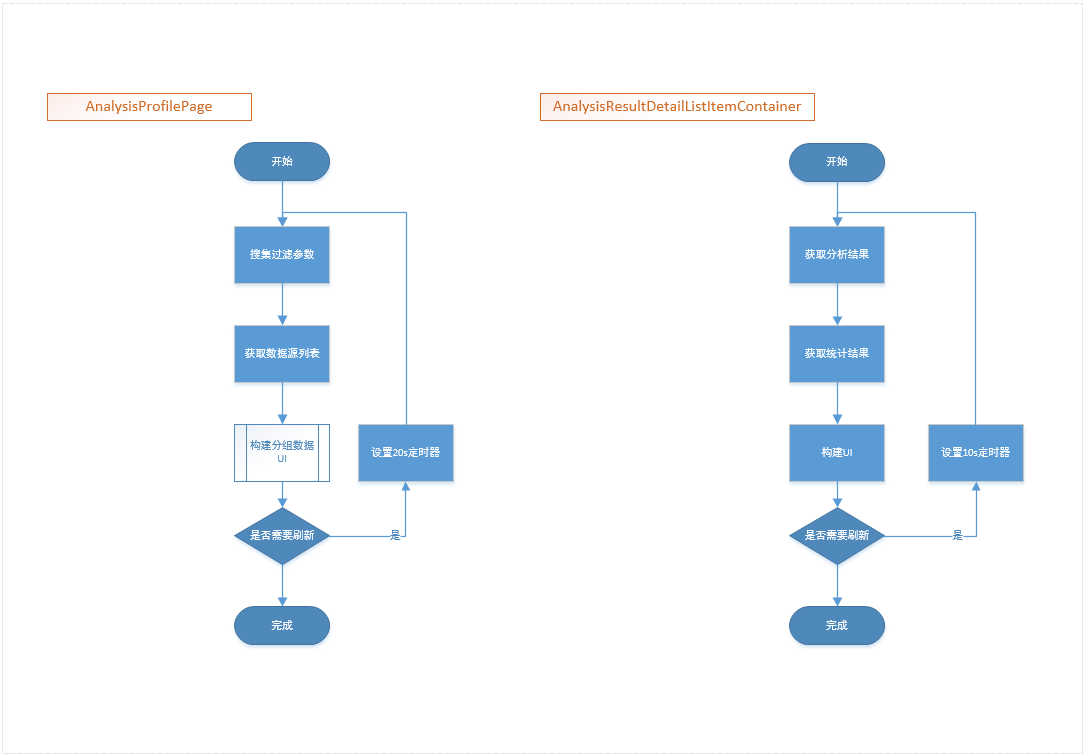 AnalysisProfilePage
开始
搜集过滤参数
获取数据源列表
构建分组数据
UI
设置20s定时器
是否需要刷新
是
完成
AnalysisResultDetailListItemContainer
开始
获取分析结果
获取统计结果
构建UI
设置10s定时器
是否需要刷新
是
完成